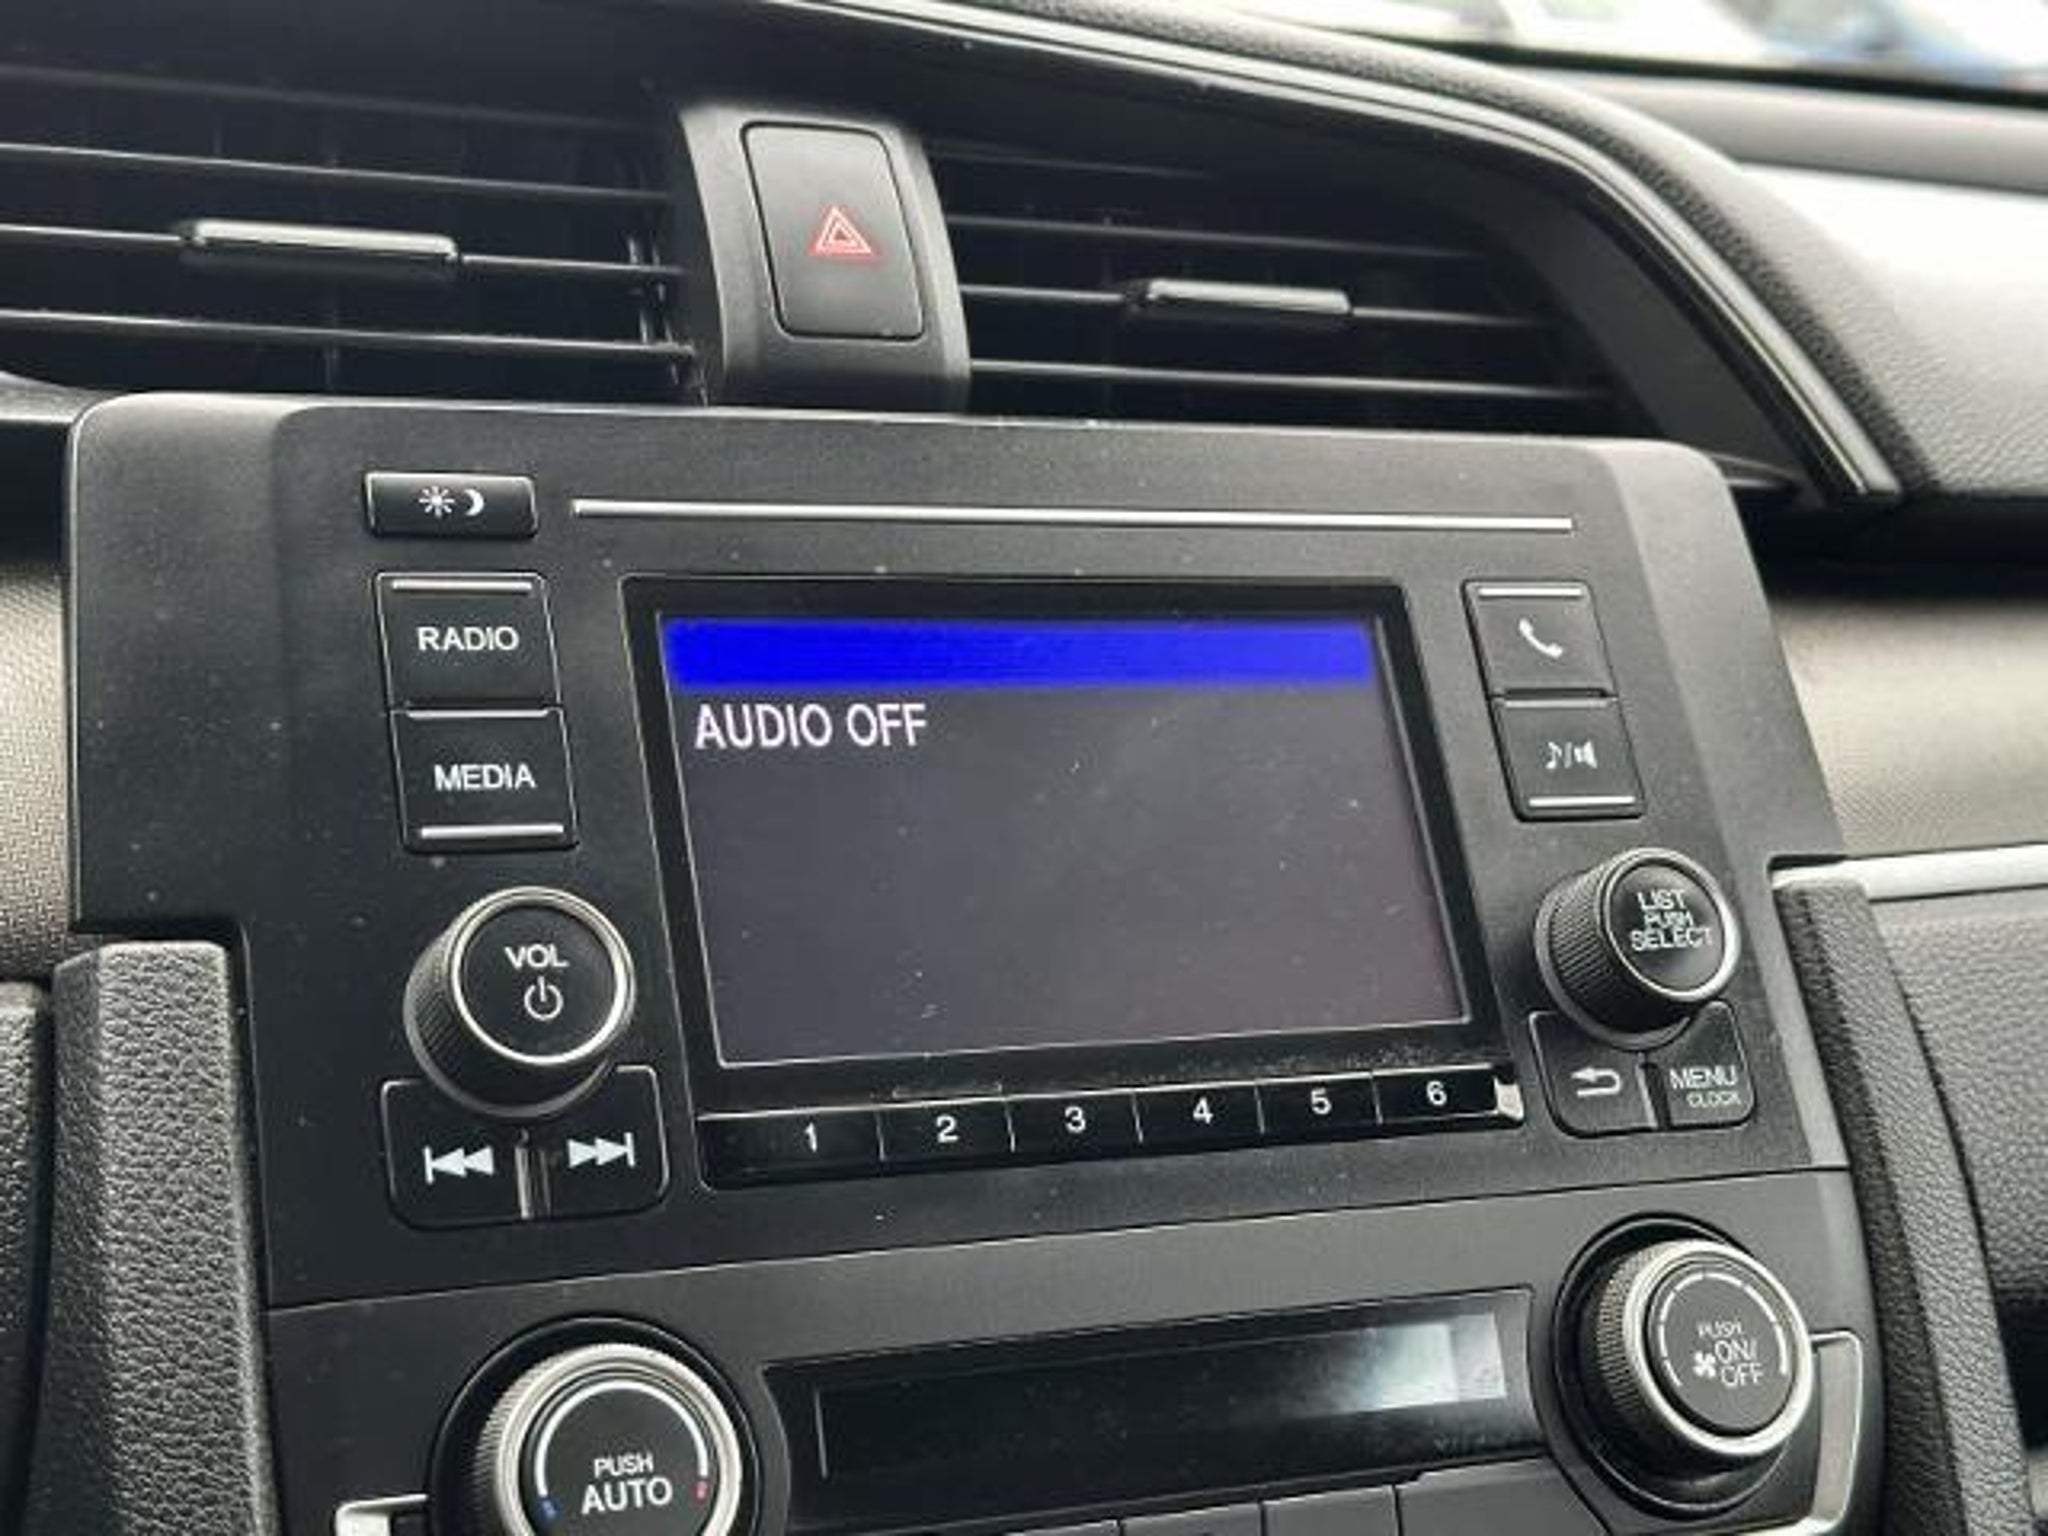 RADIO
MEDIA
AUDIO OFF
VOL
LIST
PUSH
SELECT
MENU
CLOCK
1 2 3 4 5 6
PUSH
AUTO
PUSH
ON/
OFF